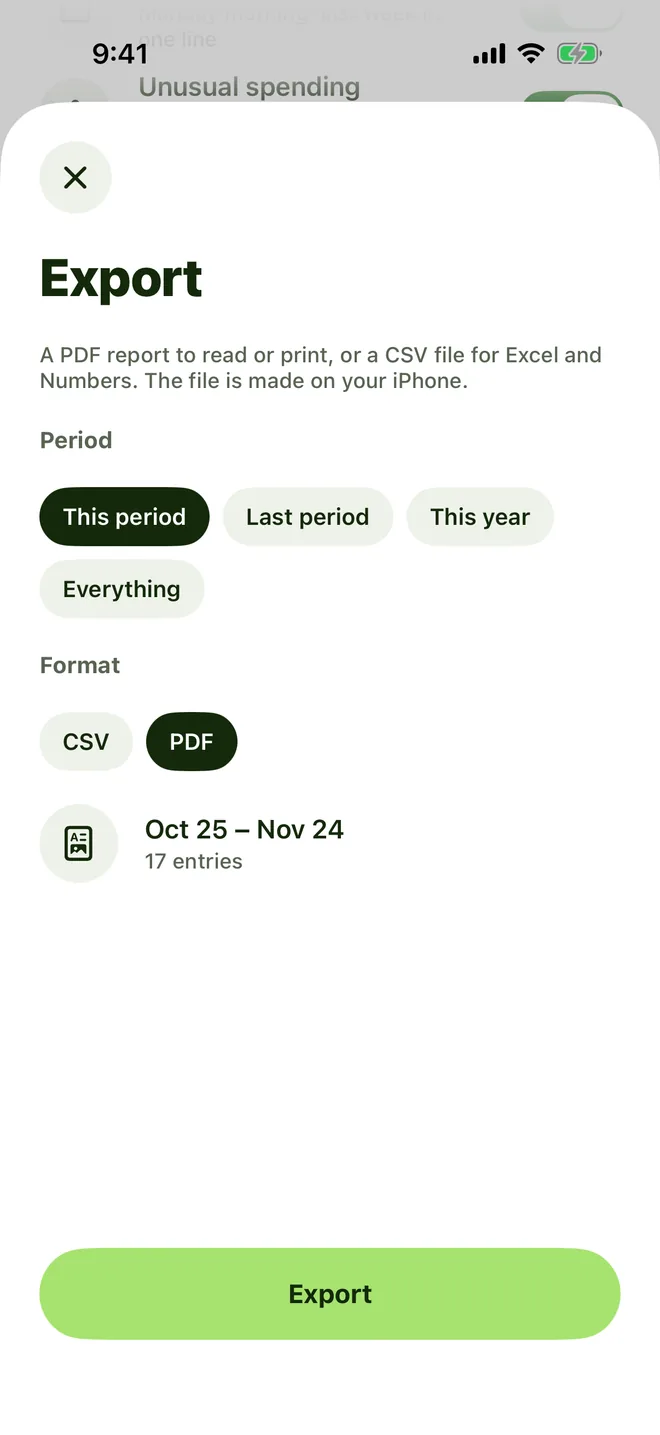 one line
9:41
Unusual spending
Export
A PDF report to read or print, or a CSV file for Excel and
Numbers. The file is made on your iPhone.
Period
This period
Last period
This year
Everything
Format
CSV
PDF
Oct 25 – Nov 24
17 entries
Export